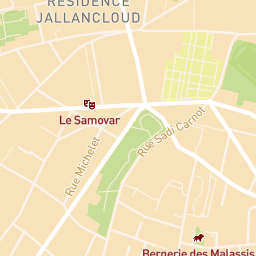 RÉSIDENCE
JALLANCLOUD
Le Samovar
Rue Sadi Carnot
Rue Michelet
Bergerie des Malassis